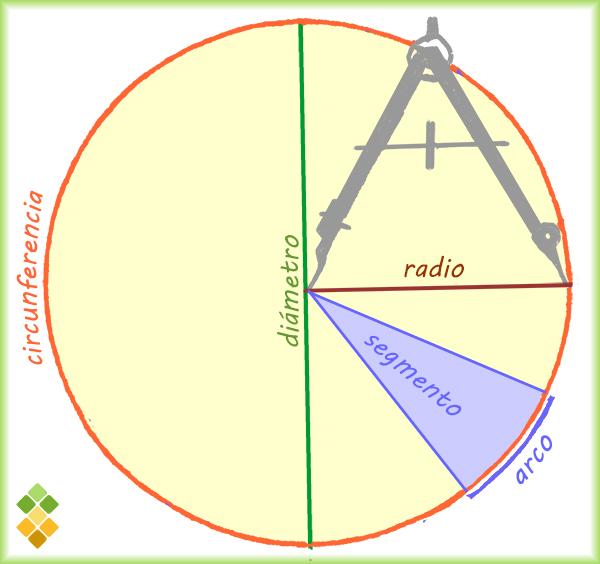 circunferencia
diámetro
radio
segmento
arco